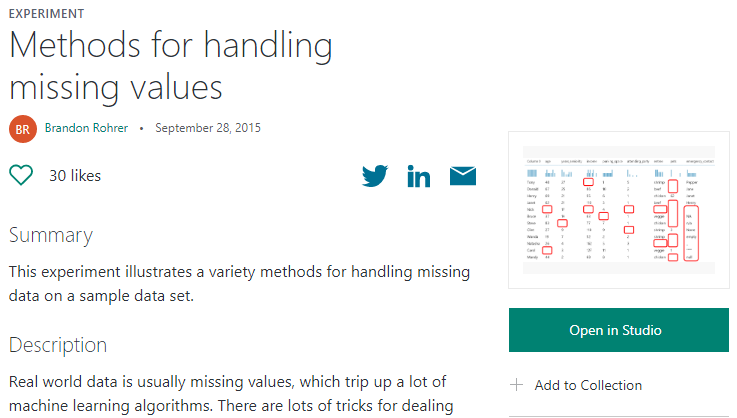 EXPERIMENT
Methods for handling
missing values
BR
Brandon Rohrer • September 28, 2015
30 likes
Summary
This experiment illustrates a variety methods for handling missing
data on a sample data set.
Description
Real world data is usually missing values, which trip up a lot of
machine learning algorithms. There are lots of tricks for dealing
Open in Studio
Add to Collection